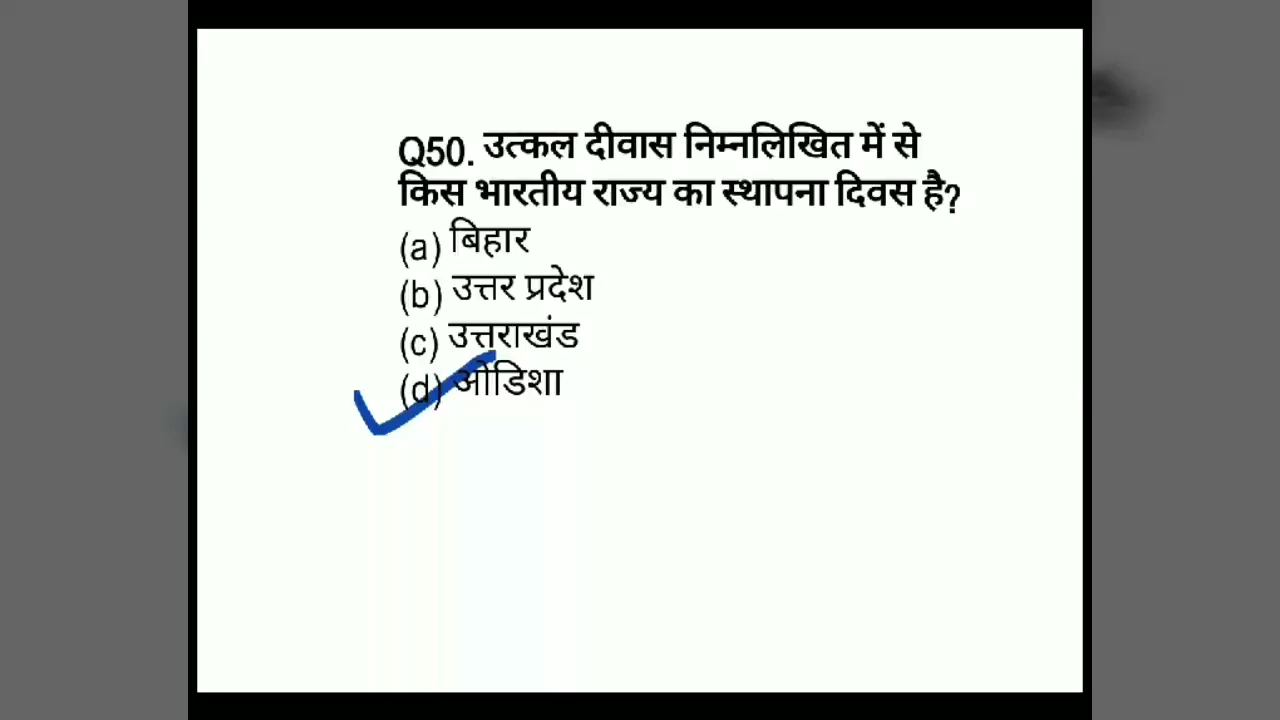 Q50. उत्कल दीवास निम्नलिखित में से
किस भारतीय राज्य का स्थापना दिवस है?
(a) बिहार
(b) उत्तर प्रदेश
(c) उत्तराखंड
(d) ओडिशा